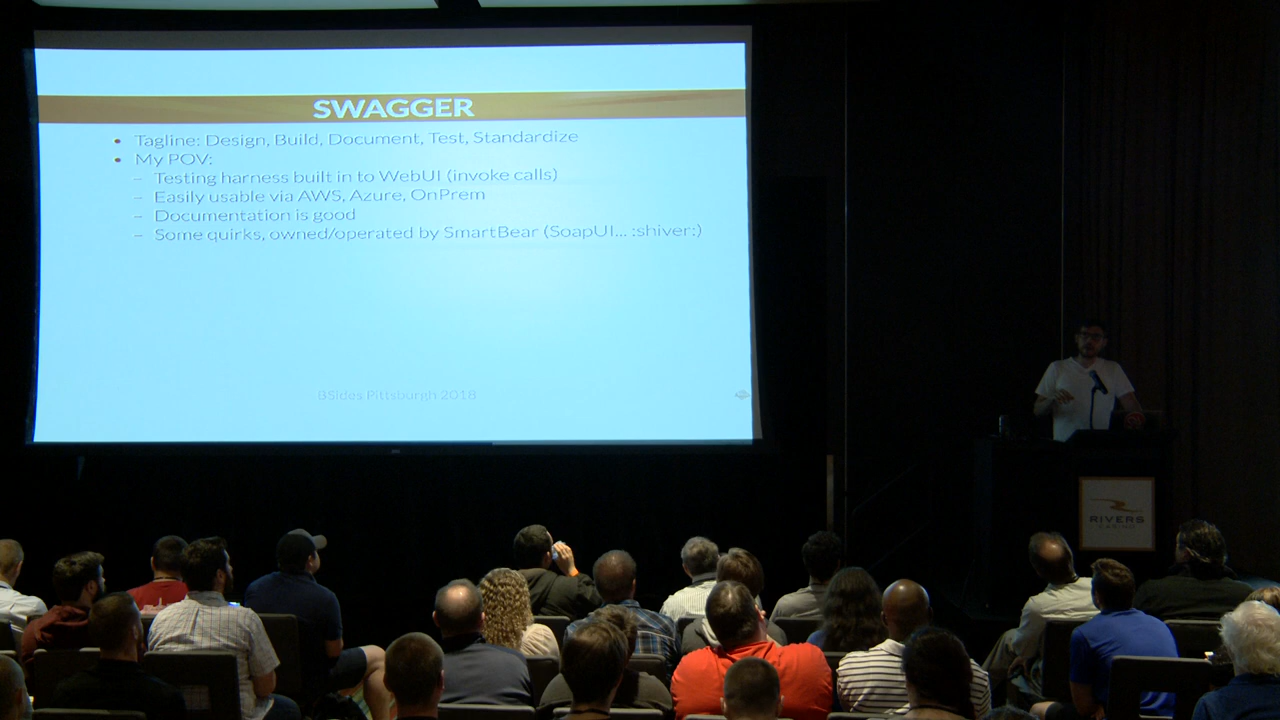 SWAGGER
• Tagline: Design, Build, Document, Test, Standardize
• My POV:
– Testing harness built in to WebUI (invoke calls)
– Easily usable via AWS, Azure, OnPrem
– Documentation is good
– Some quirks, owned/operated by SmartBear (SoapUI... :shiver:)
BSides Pittsburgh 2018
RIVERS
CASINO